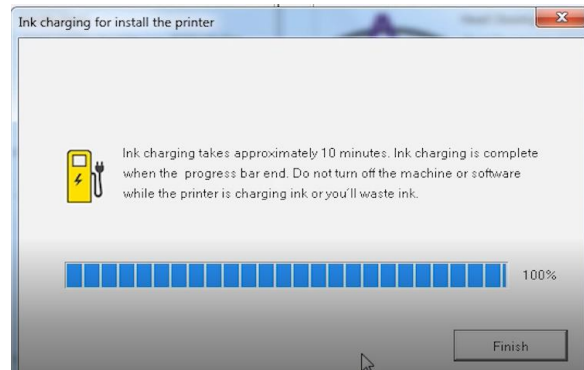 Ink charging for install the printer
Ink charging takes approximately 10 minutes. Ink charging is complete
when the progress bar end. Do not turn off the machine or software
while the printer is charging ink or you'll waste ink.
100%
Finish